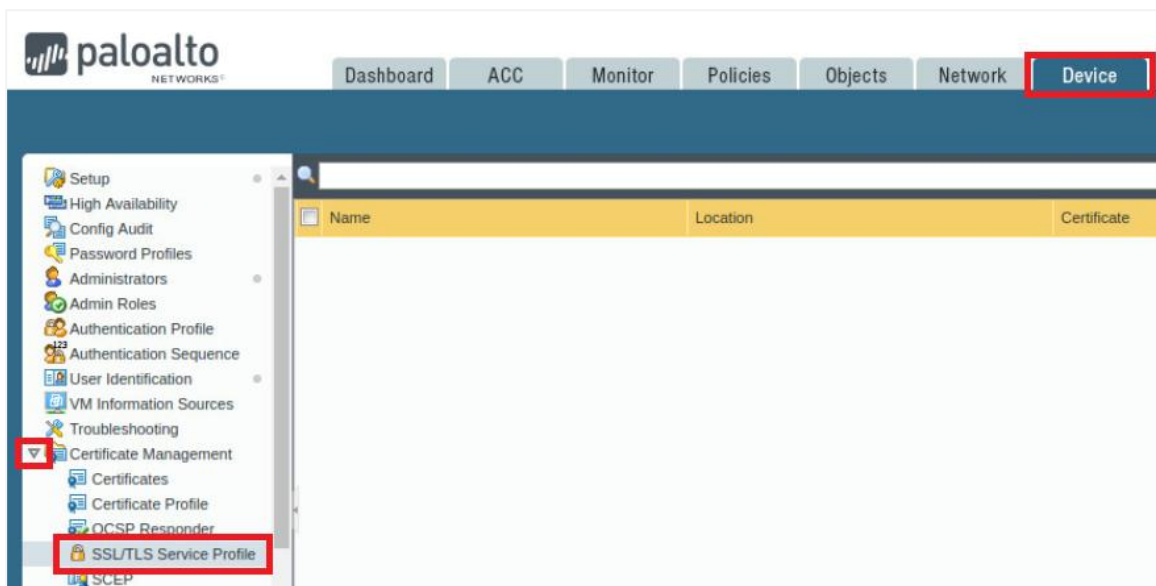 paloalto
NETWORKS®
Dashboard ACC Monitor Policies Objects Network Device
Setup
High Availability
Config Audit
Password Profiles
Administrators
Admin Roles
Authentication Profile
123
Authentication Sequence
User Identification
VM Information Sources
Troubleshooting
Certificate Management
Certificates
Certificate Profile
OCSP Responder
SSL/TLS Service Profile
SCEP
Name Location Certificate